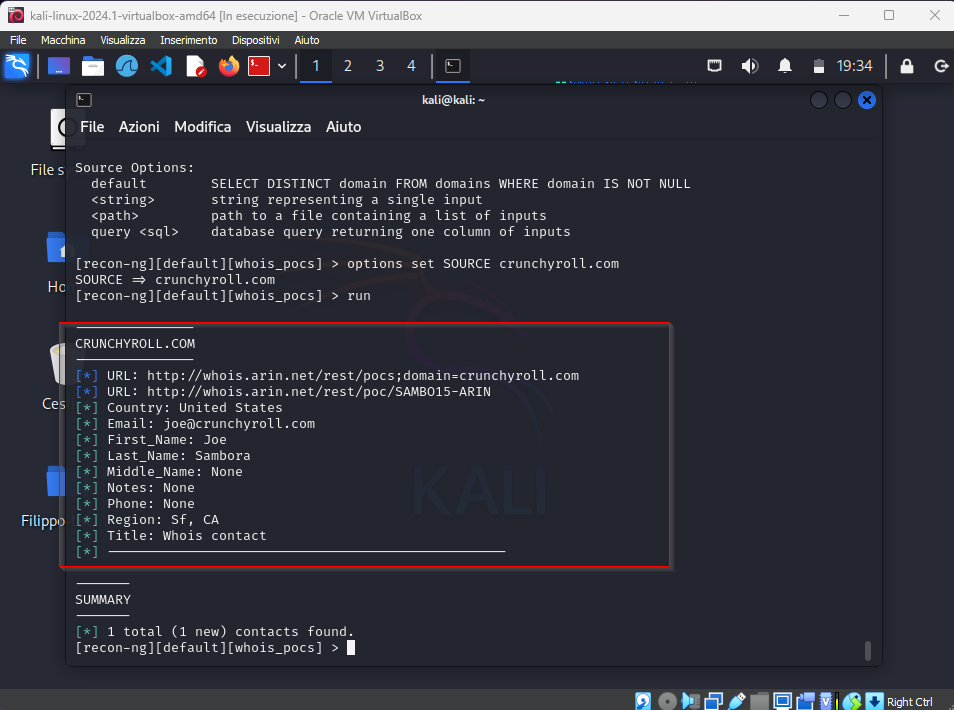 kali-linux-2024.1-virtualbox-amd64 [In esecuzione] - Oracle VM VirtualBox
File Macchina Visualizza Inserimento Dispositivi Aiuto
1 2 3 4 19:34
kali@kali: ~
File Azioni Modifica Visualizza Aiuto
File s
Ho
Ces
Filippo
Source Options:
default SELECT DISTINCT domain FROM domains WHERE domain IS NOT NULL
<string> string representing a single input
<path> path to a file containing a list of inputs
query <sql> database query returning one column of inputs
[recon-ng][default][whois_pocs] > options set SOURCE crunchyroll.com
SOURCE ⇒ crunchyroll.com
[recon-ng][default][whois_pocs] > run
CRUNCHYROLL.COM
[*] URL: http://whois.arin.net/rest/pocs;domain=crunchyroll.com
[*] URL: http://whois.arin.net/rest/poc/SAMBO15-ARIN
[*] Country: United States
[*] Email: joe@crunchyroll.com
[*] First_Name: Joe
[*] Last_Name: Sambora
[*] Middle_Name: None
[*] Notes: None
[*] Phone: None
[*] Region: Sf, CA
[*] Title: Whois contact
[*] ──────────────────────────────────────────────────
KALI
SUMMARY
[*] 1 total (1 new) contacts found.
[recon-ng][default][whois_pocs] >
Right Ctrl